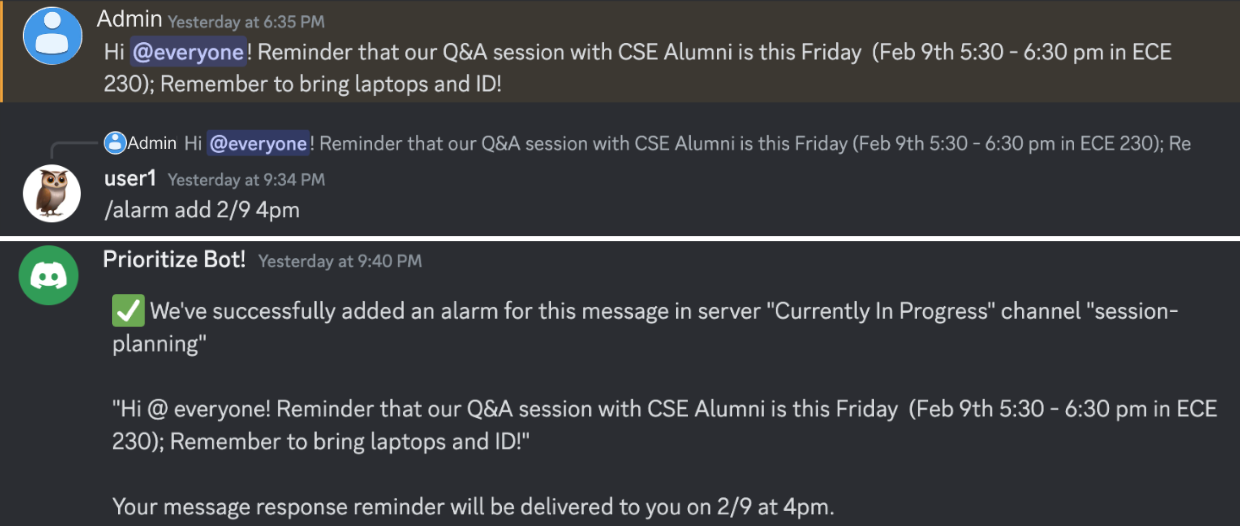 Admin Yesterday at 6:35 PM
Hi @everyone! Reminder that our Q&A session with CSE Alumni is this Friday (Feb 9th 5:30 - 6:30 pm in ECE
230); Remember to bring laptops and ID!
Admin Hi @everyone! Reminder that our Q&A session with CSE Alumni is this Friday (Feb 9th 5:30 - 6:30 pm in ECE 230); Re
user1 Yesterday at 9:34 PM
/alarm add 2/9 4pm
Prioritize Bot! Yesterday at 9:40 PM
We've successfully added an alarm for this message in server "Currently In Progress" channel "session-
planning"
"Hi @ everyone! Reminder that our Q&A session with CSE Alumni is this Friday (Feb 9th 5:30 - 6:30 pm in ECE
230); Remember to bring laptops and ID!"
Your message response reminder will be delivered to you on 2/9 at 4pm.